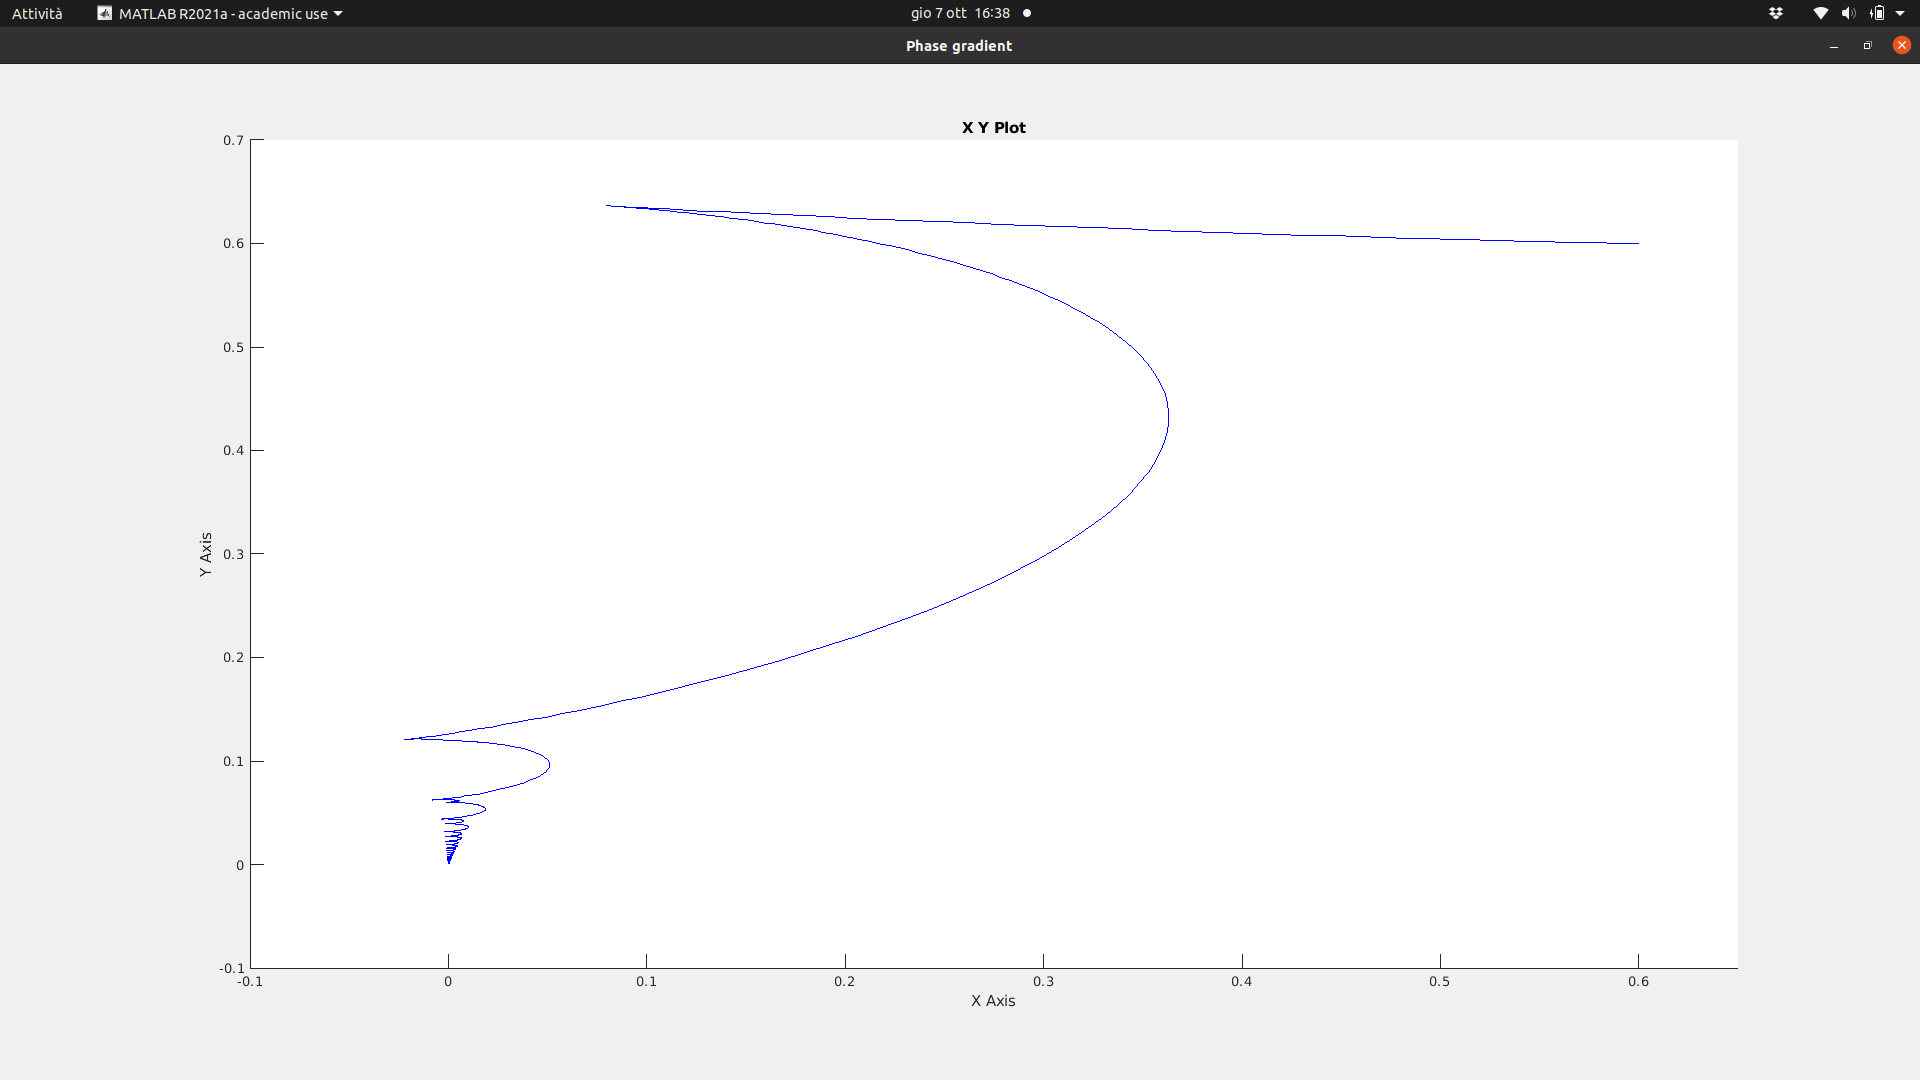 Attività MATLAB R2021a - academic use gio 7 ott 16:38
Phase gradient
X Y Plot
0.7
0.6
0.5
0.4
0.3
0.2
0.1
0
-0.1
Y Axis
-0.1 0 0.1 0.2 0.3 0.4 0.5 0.6
X Axis